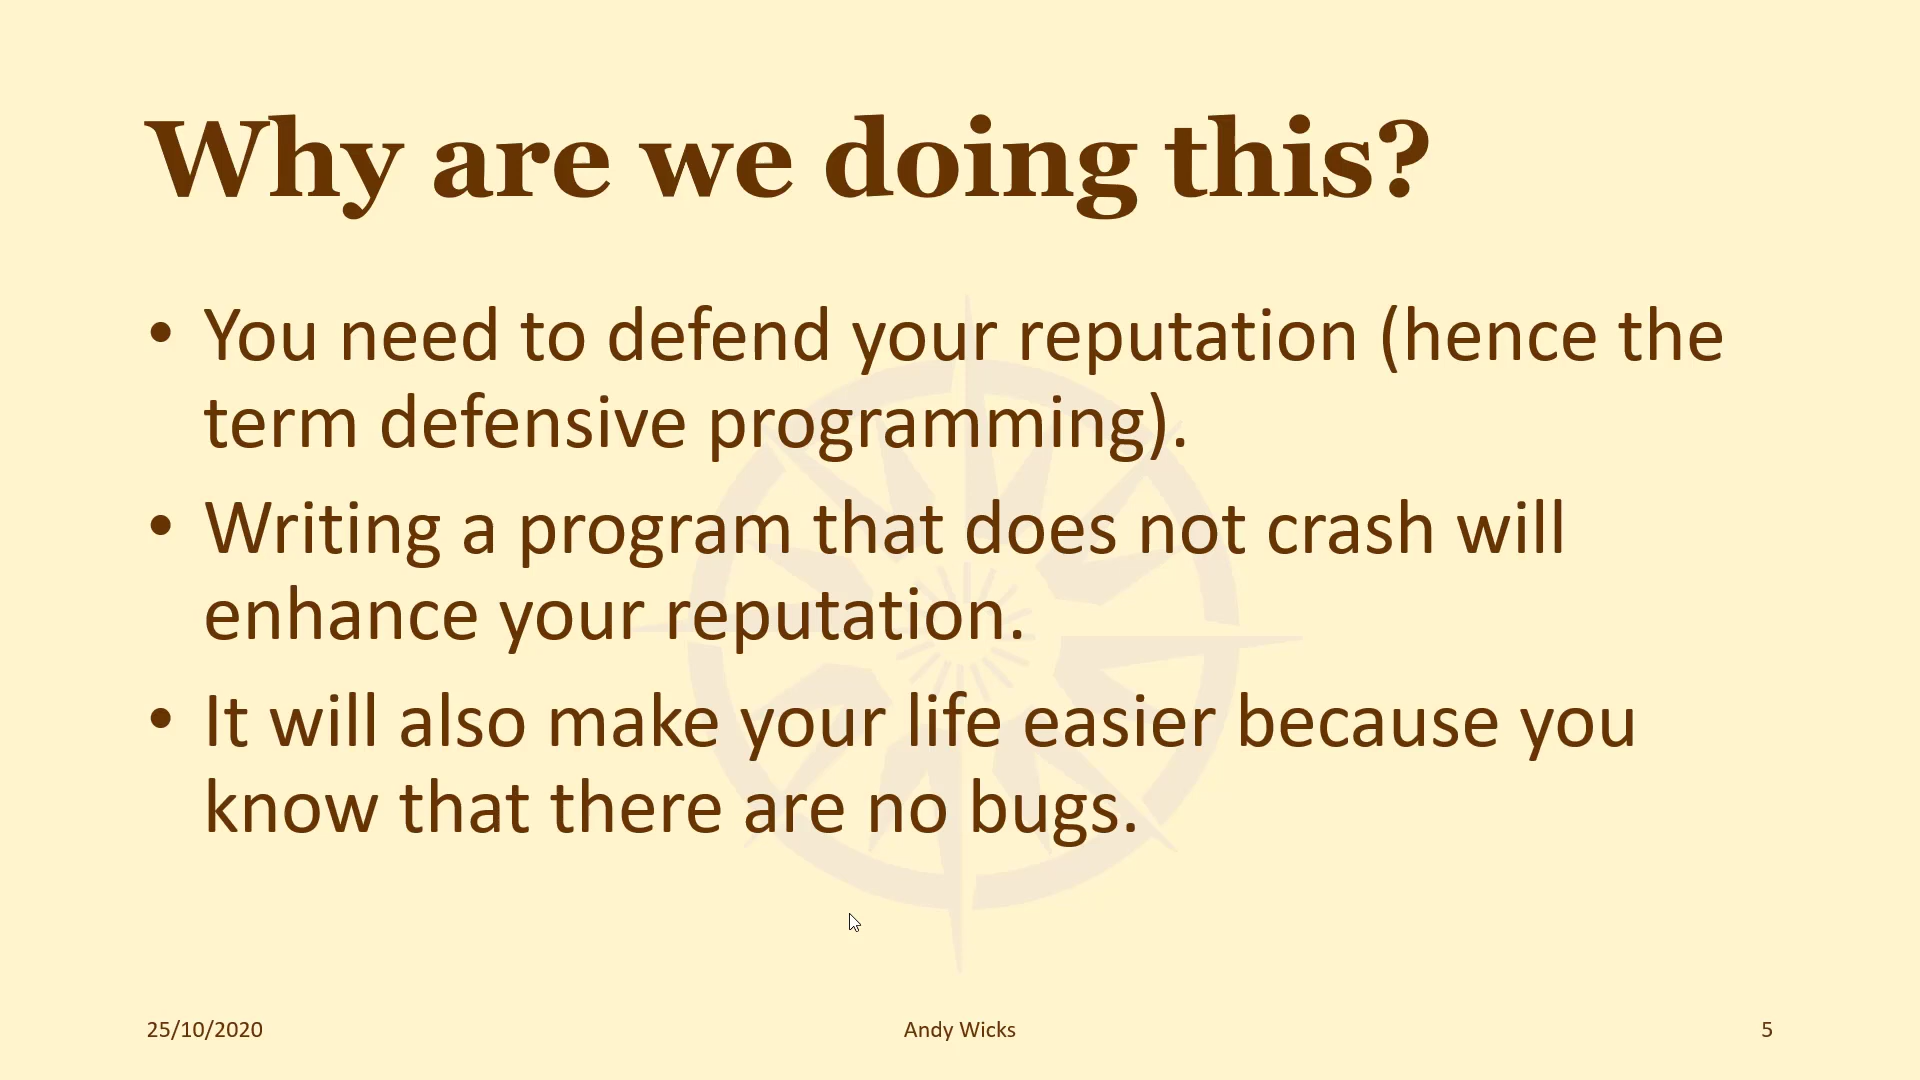 Why are we doing this?
• You need to defend your reputation (hence the
term defensive programming).
• Writing a program that does not crash will
enhance your reputation.
• It will also make your life easier because you
know that there are no bugs.
25/10/2020
Andy Wicks
5